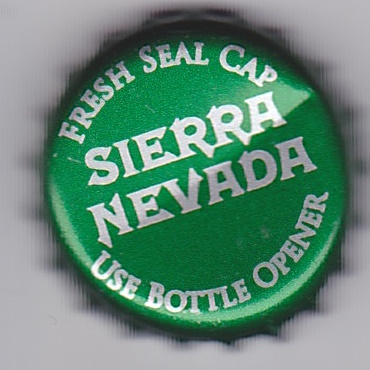 FRESH SEAL CAP
SIERRA
NEVADA
USE BOTTLE OPENER